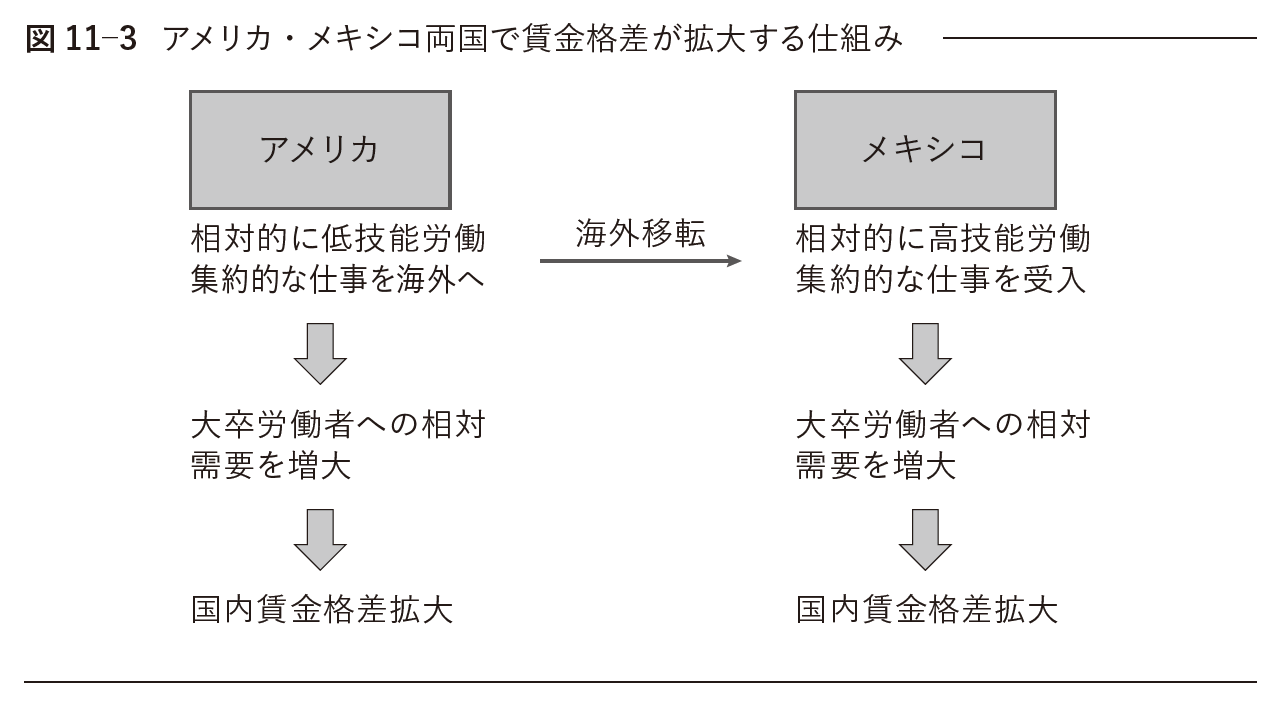 図 11-3 アメリカ・メキシコ両国で賃金格差が拡大する仕組み
アメリカ
相対的に低技能労働
集約的な仕事を海外へ
大卒労働者への相対
需要を増大
国内賃金格差拡大
海外移転
メキシコ
相対的に高技能労働
集約的な仕事を受入
大卒労働者への相対
需要を増大
国内賃金格差拡大